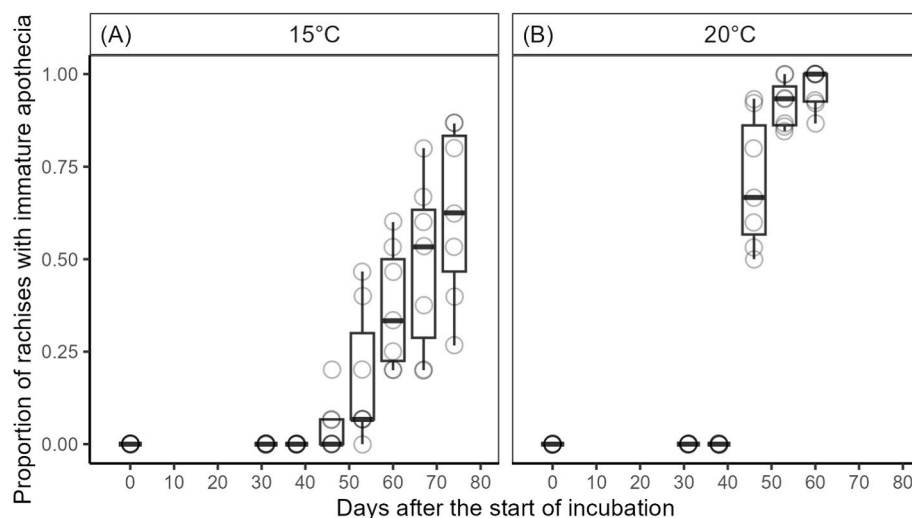 (A) 15°C
(B) 20°C
Proportion of rachises with immature apothecia
1.00
0.75
0.50
0.25
0.00
0 10 20 30 40 50 60 70 80
0 10 20 30 40 50 60 70 80
Days after the start of incubation